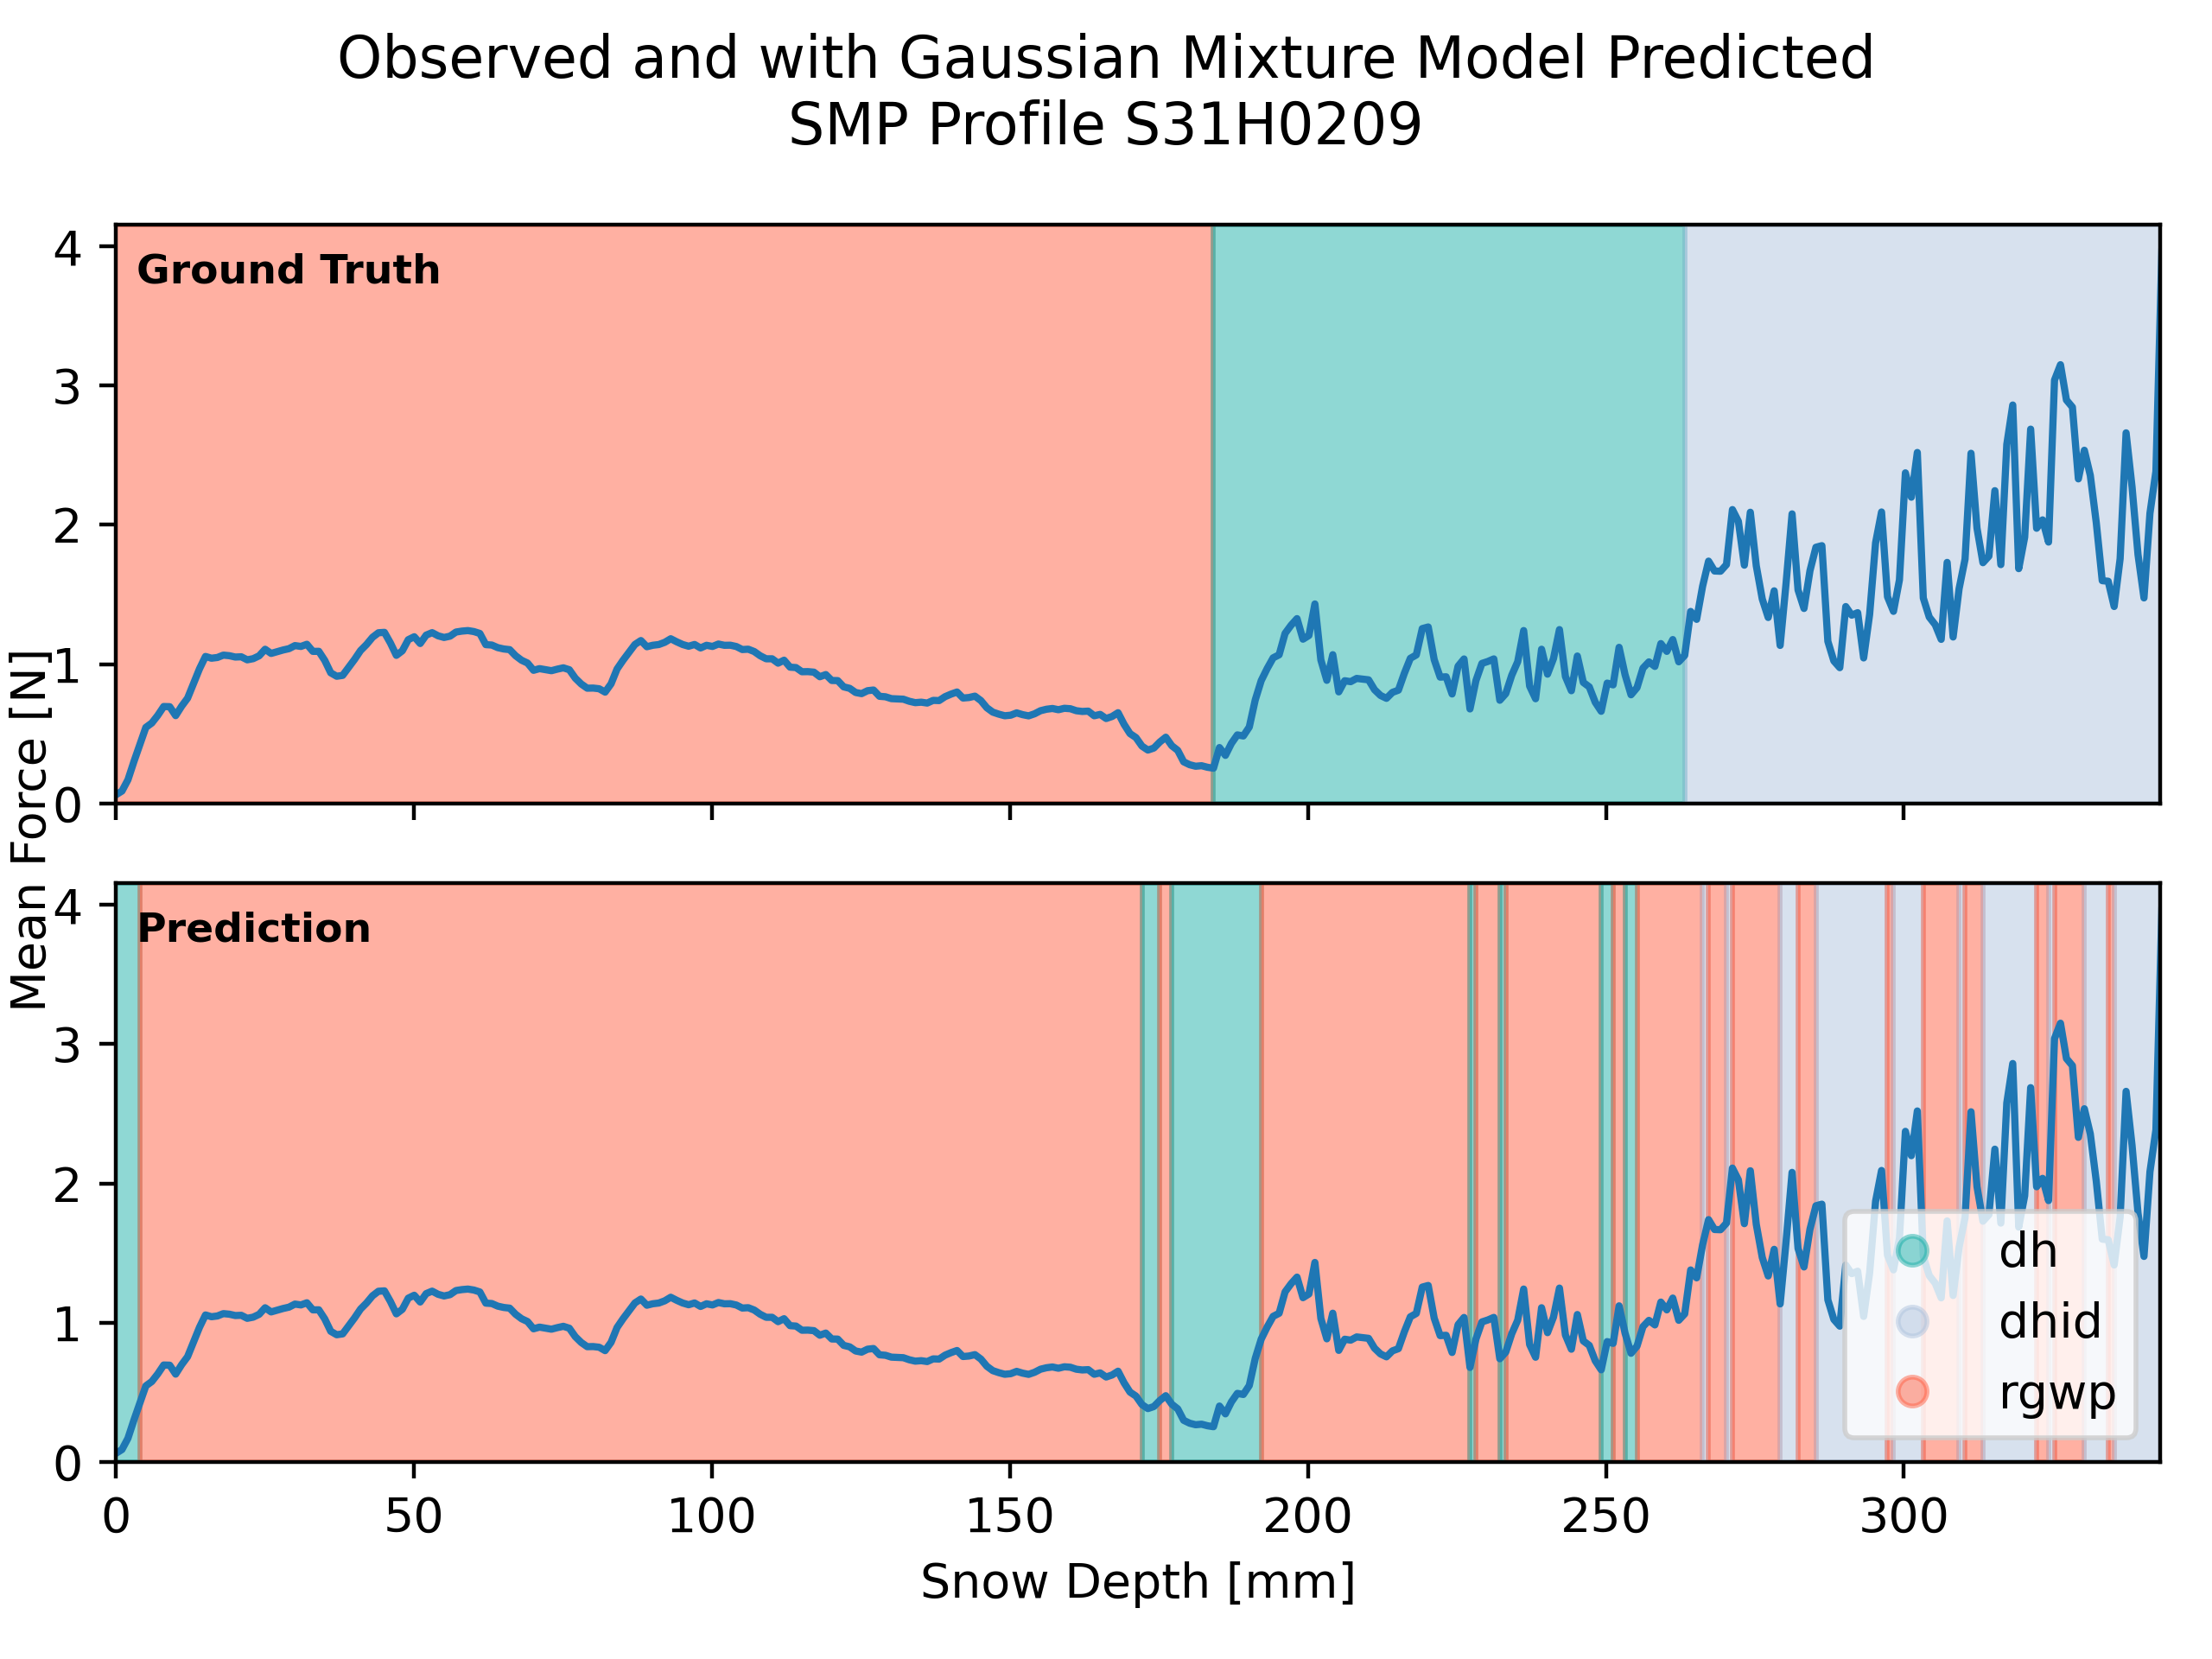 Observed and with Gaussian Mixture Model Predicted
SMP Profile S31H0209
Mean Force [N]
4
3
2
1
0
Ground Truth
4
3
2
1
0
Prediction
dh
dhid
rgwp
0 50 100 150 200 250 300
Snow Depth [mm]